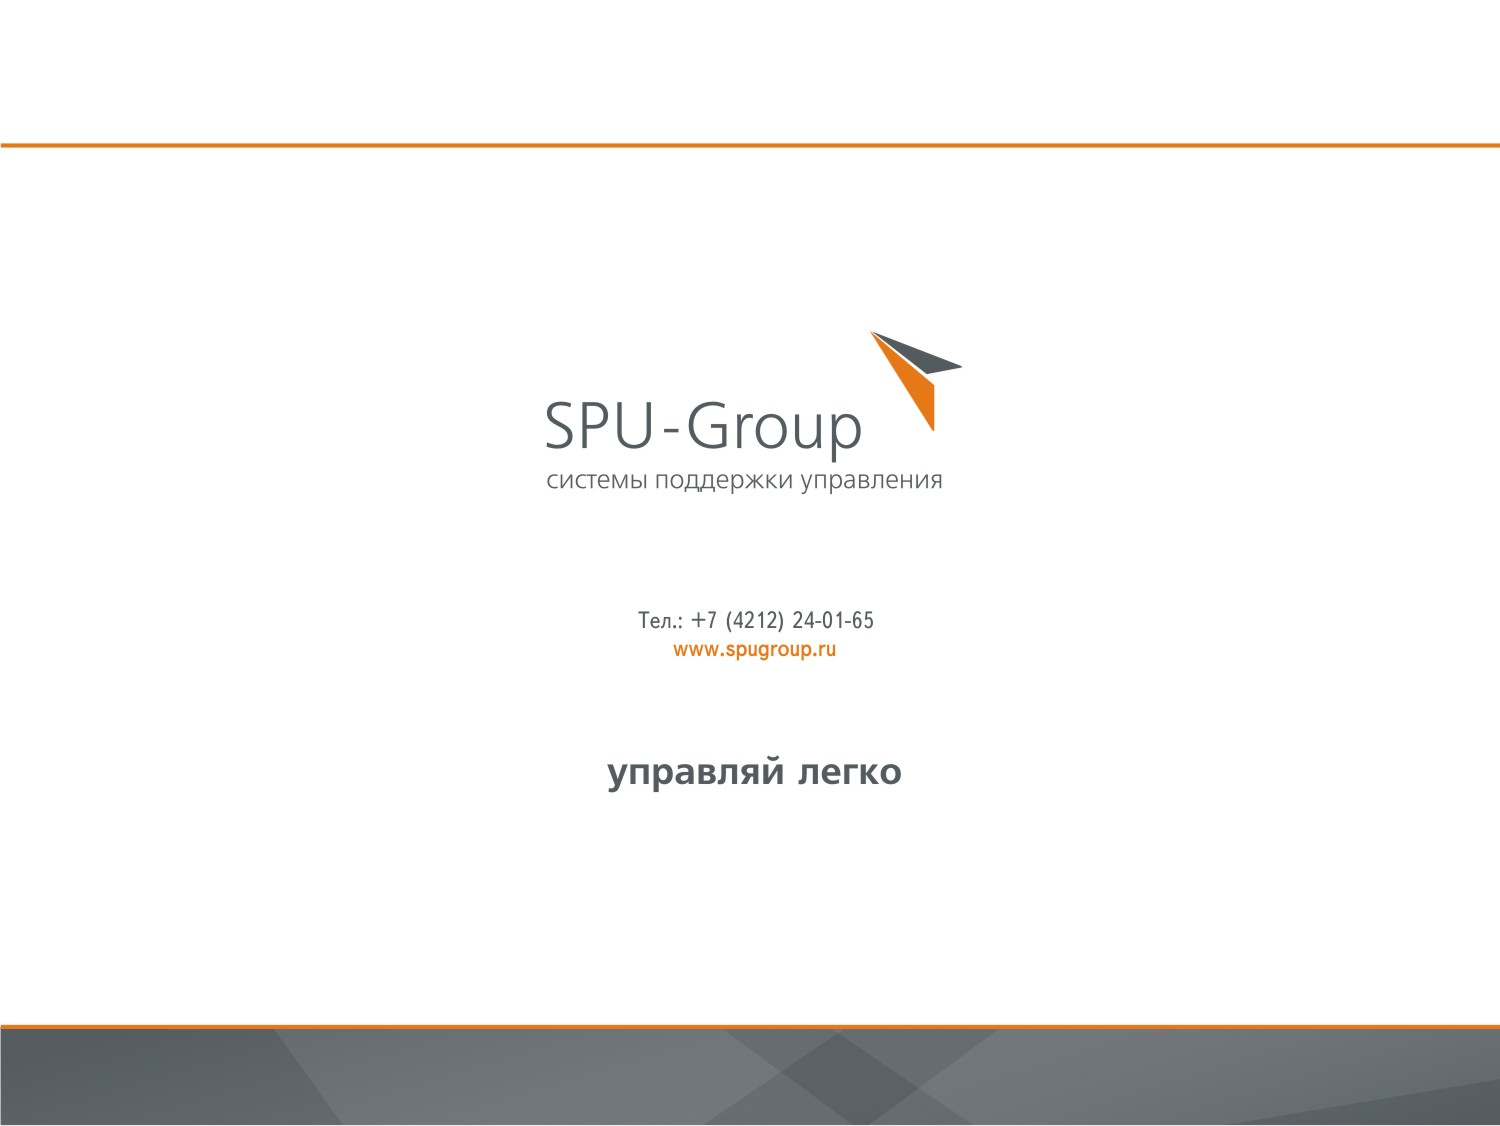 SPU-Group
системы поддержки управления
Тел.: +7 (4212) 24-01-65
www.spugroup.ru
управляй легко